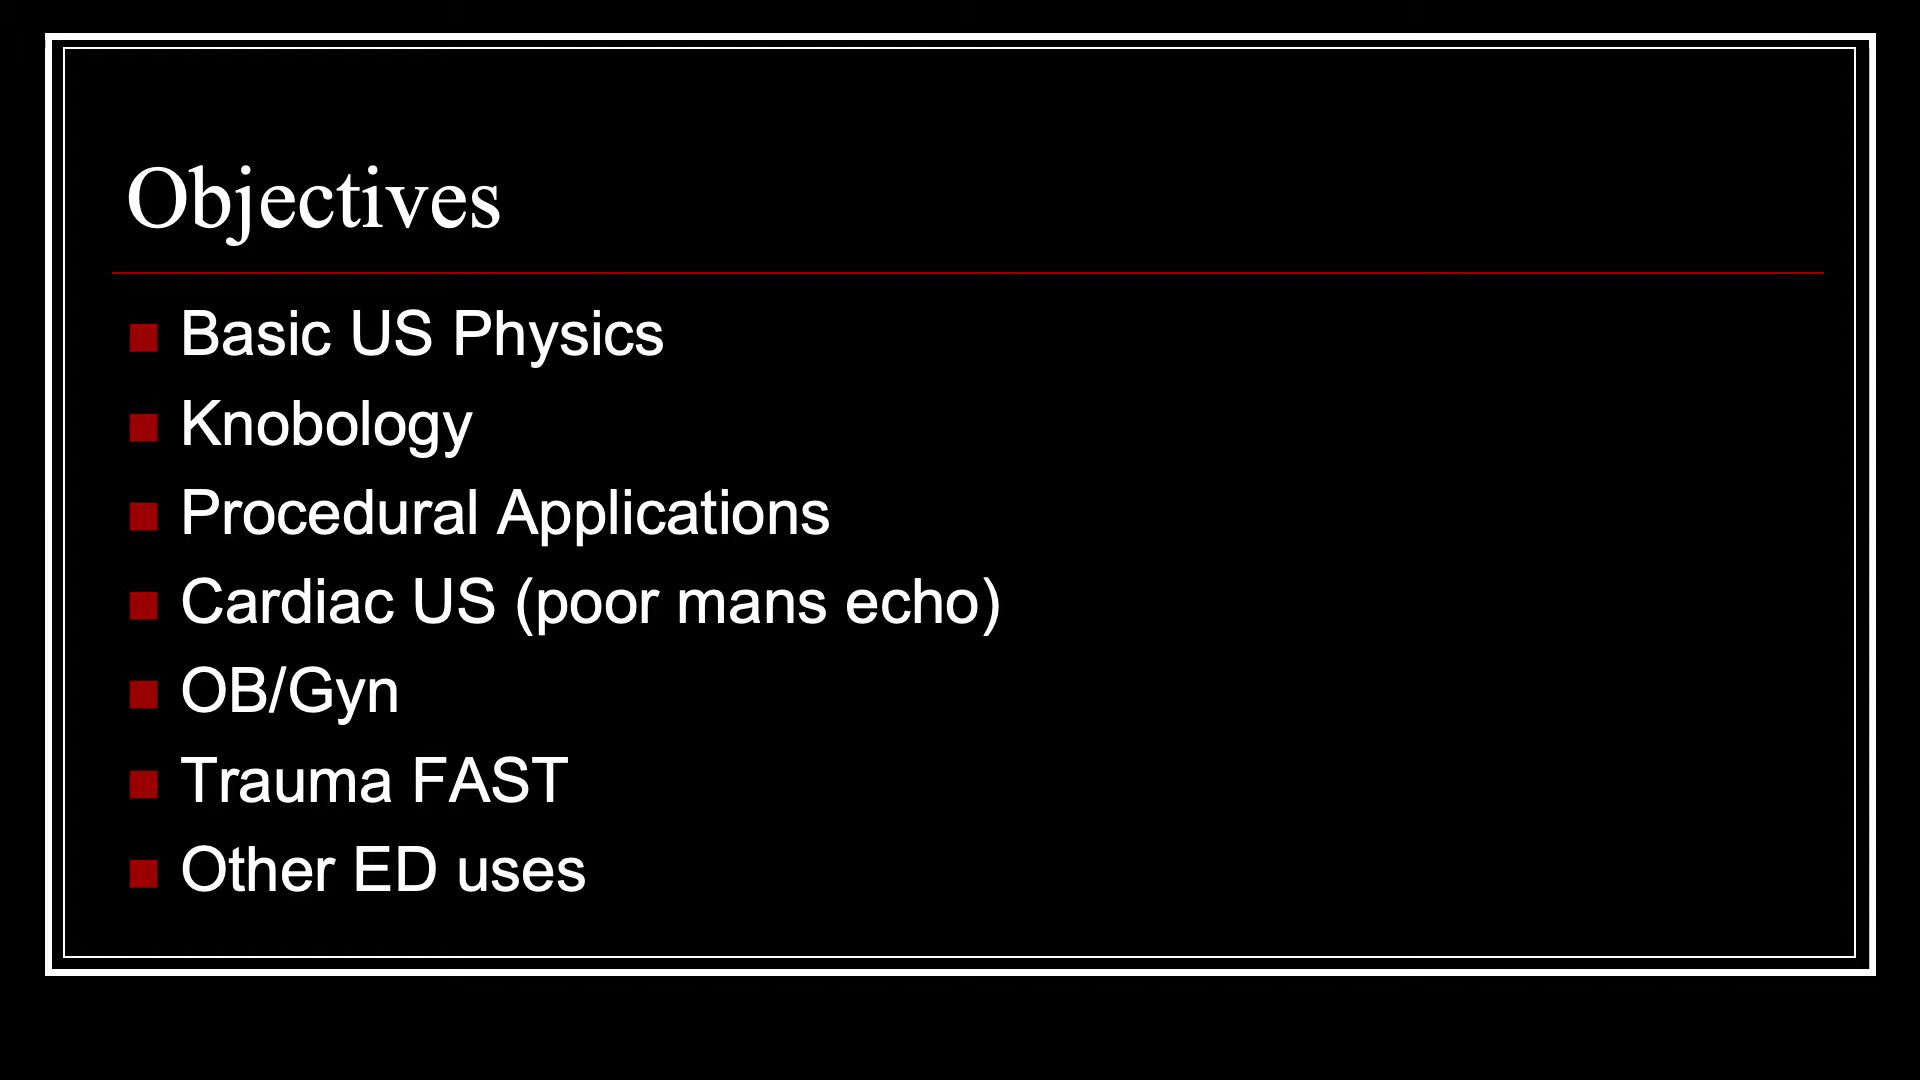 Objectives
Basic US Physics
Knobology
Procedural Applications
Cardiac US (poor mans echo)
OB/Gyn
Trauma FAST
Other ED uses